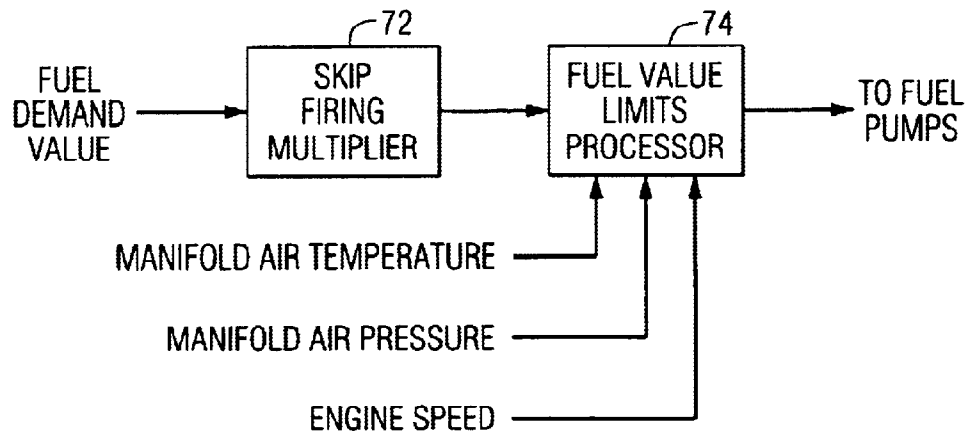 72
74
FUEL
DEMAND
VALUE
SKIP
FIRING
MULTIPLIER
FUEL VALUE
LIMITS
PROCESSOR
TO FUEL
PUMPS
MANIFOLD AIR TEMPERATURE
MANIFOLD AIR PRESSURE
ENGINE SPEED